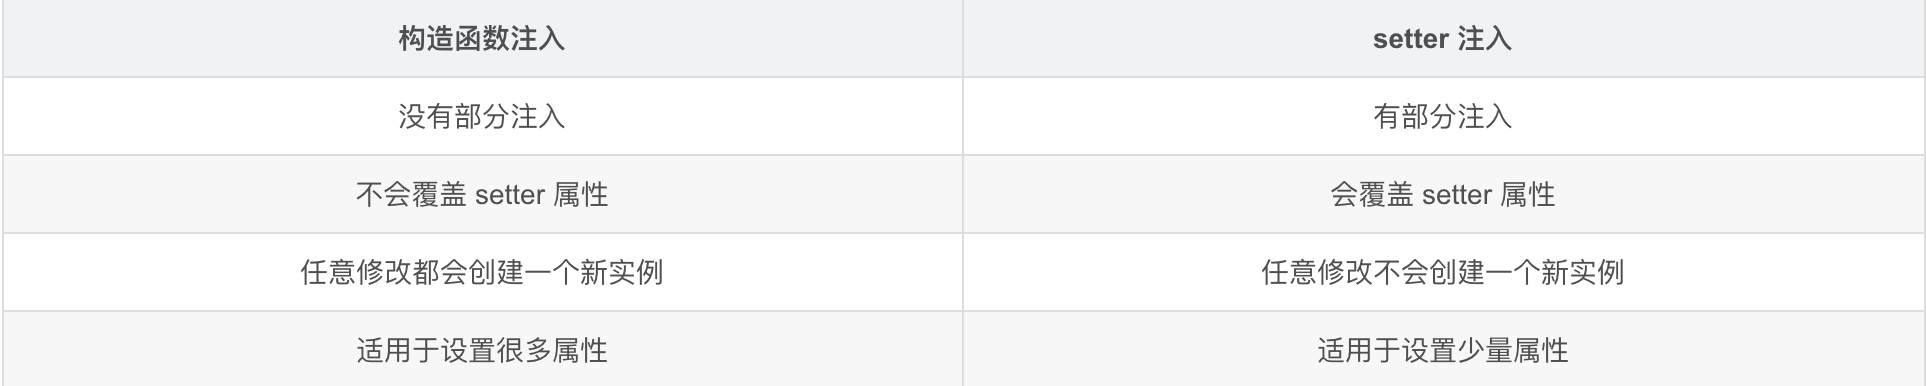 构造函数注入 setter 注入
没有部分注入 有部分注入
不会覆盖 setter 属性 会覆盖 setter 属性
任意修改都会创建一个新实例 任意修改不会创建一个新实例
适用于设置很多属性 适用于设置少量属性